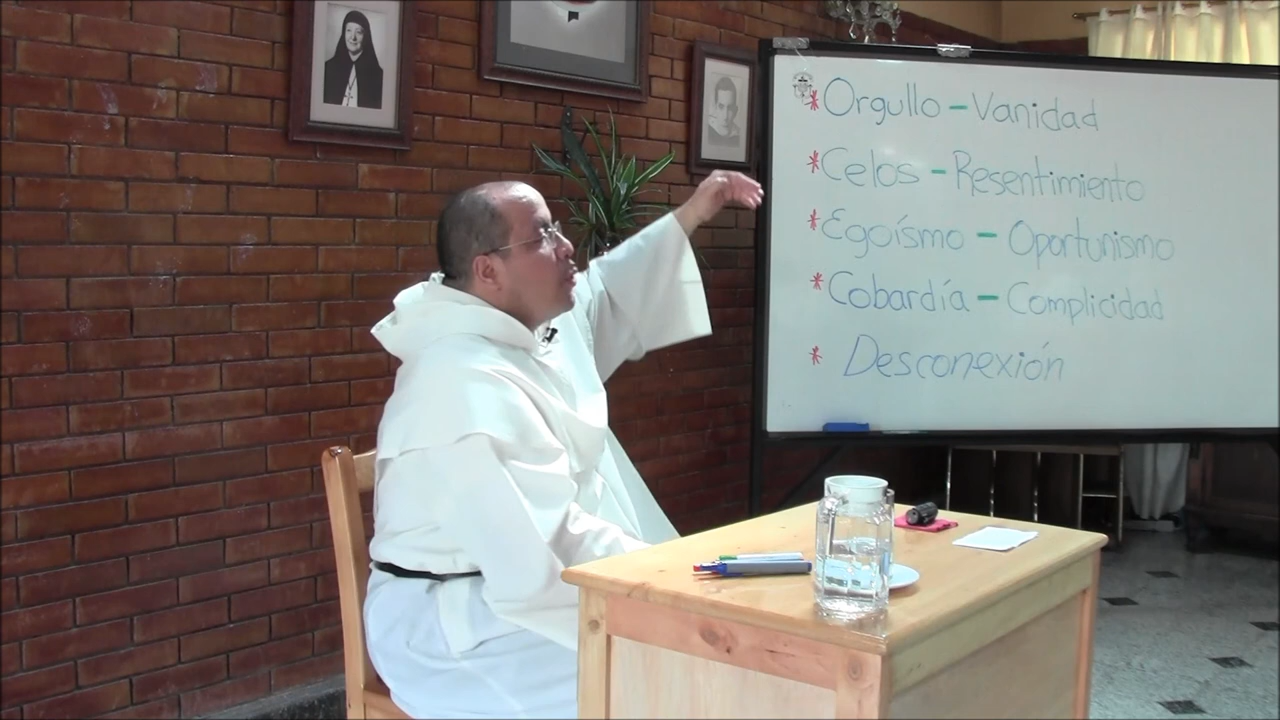 * Orgullo - Vanidad
* Celos - Resentimiento
* Egoísmo - Oportunismo
* Cobardía - Complicidad
* Desconexión